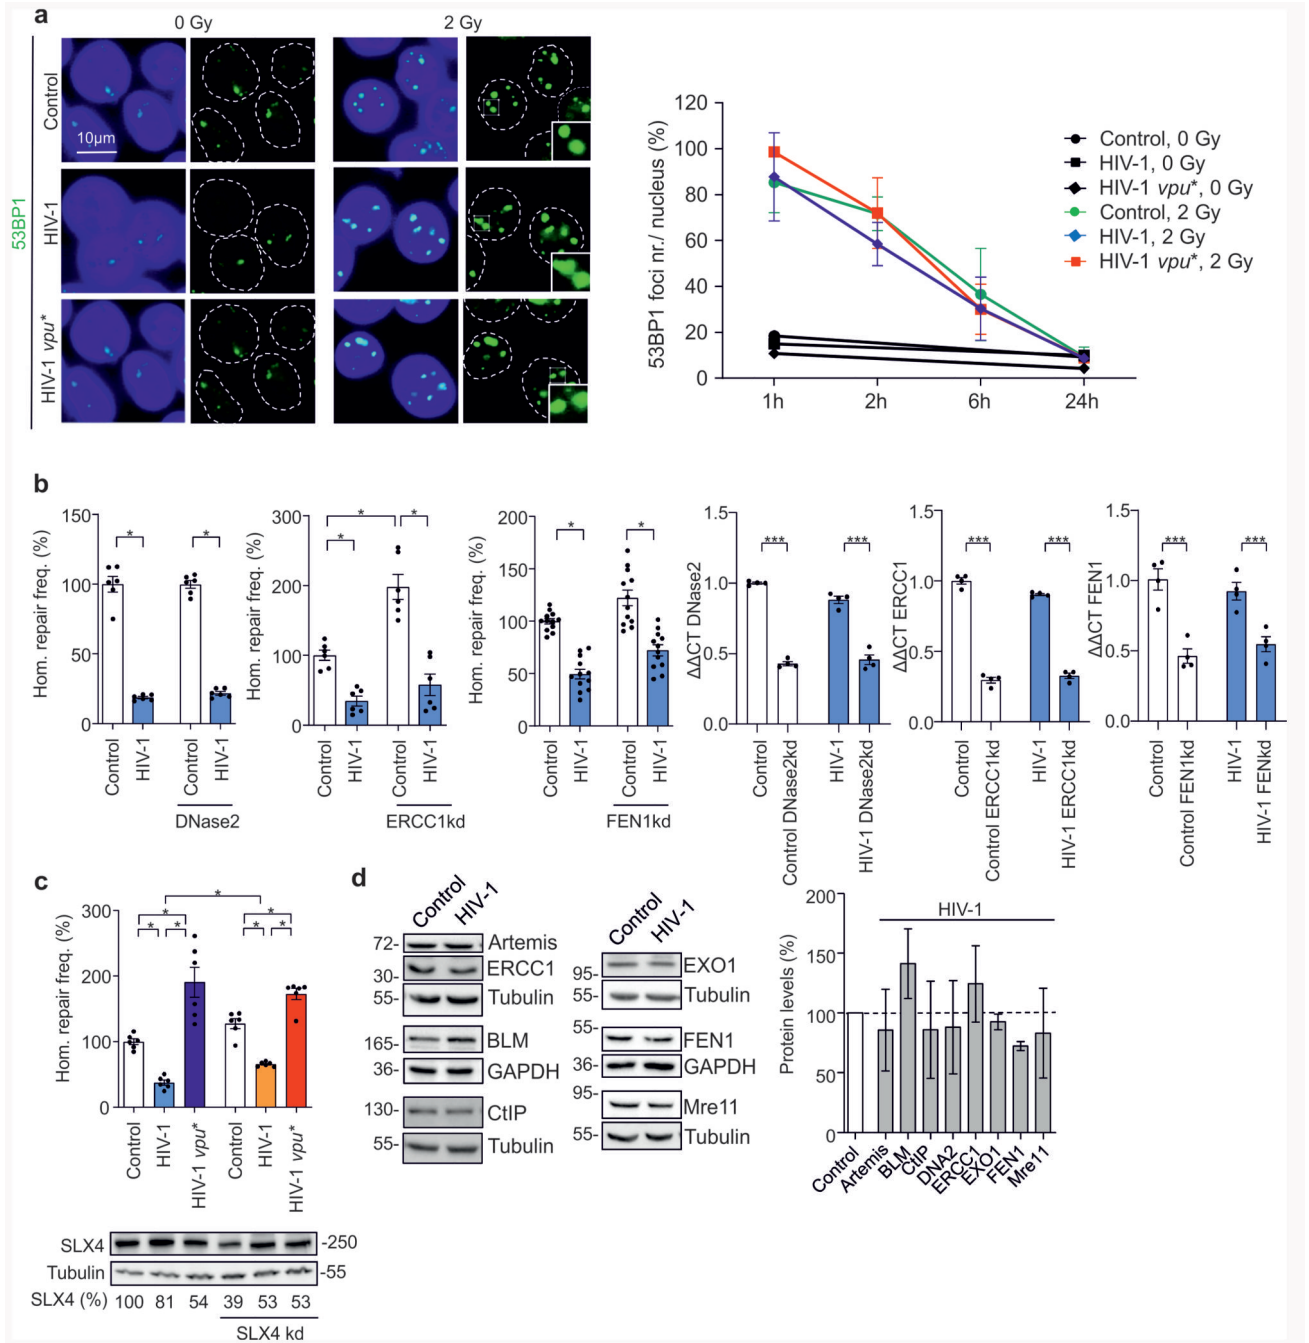 a
0 Gy
2 Gy
53BP1
Control
HIV-1
HIV-1 vpu*
10µm
53BP1 foci nr./ nucleus (%)
120
100
80
60
40
20
0
1h
2h
6h
24h
Control, 0 Gy
HIV-1, 0 Gy
HIV-1 vpu*, 0 Gy
Control, 2 Gy
HIV-1, 2 Gy
HIV-1 vpu*, 2 Gy
b
Hom. repair freq. (%)
150
100
50
0
* *
Control
HIV-1
Control
HIV-1
DNase2
Hom. repair freq. (%)
300
200
100
0
* * *
Control
HIV-1
Control
HIV-1
ERCC1kd
Hom. repair freq. (%)
200
150
100
50
0
* *
Control
HIV-1
Control
HIV-1
FEN1kd
ΔΔCT DNase2
1.5
1.0
0.5
0.0
*** ***
Control
Control DNase2kd
HIV-1
HIV-1 DNase2kd
ΔΔCT ERCC1
1.5
1.0
0.5
0.0
*** ***
Control
Control ERCC1kd
HIV-1
HIV-1 ERCC1kd
ΔΔCT FEN1
1.5
1.0
0.5
0.0
*** ***
Control
Control FEN1kd
HIV-1
HIV-1 FENkd
c
Hom. repair freq. (%)
300
200
100
0
*
* *
* * * *
Control
HIV-1
HIV-1 vpu*
Control
HIV-1
HIV-1 vpu*
SLX4 -250
Tubulin -55
SLX4 (%) 100 81 54 39 53 53
SLX4 kd
d
Control HIV-1
72- Artemis
30- ERCC1
55- Tubulin
165- BLM
36- GAPDH
130- CtIP
55- Tubulin
Control HIV-1
95- EXO1
55- Tubulin
55- FEN1
36- GAPDH
95- Mre11
55- Tubulin
Protein levels (%)
200
150
100
50
0
HIV-1
Control
Artemis
BLM
CtIP
DNA2
ERCC1
EXO1
FEN1
Mre11